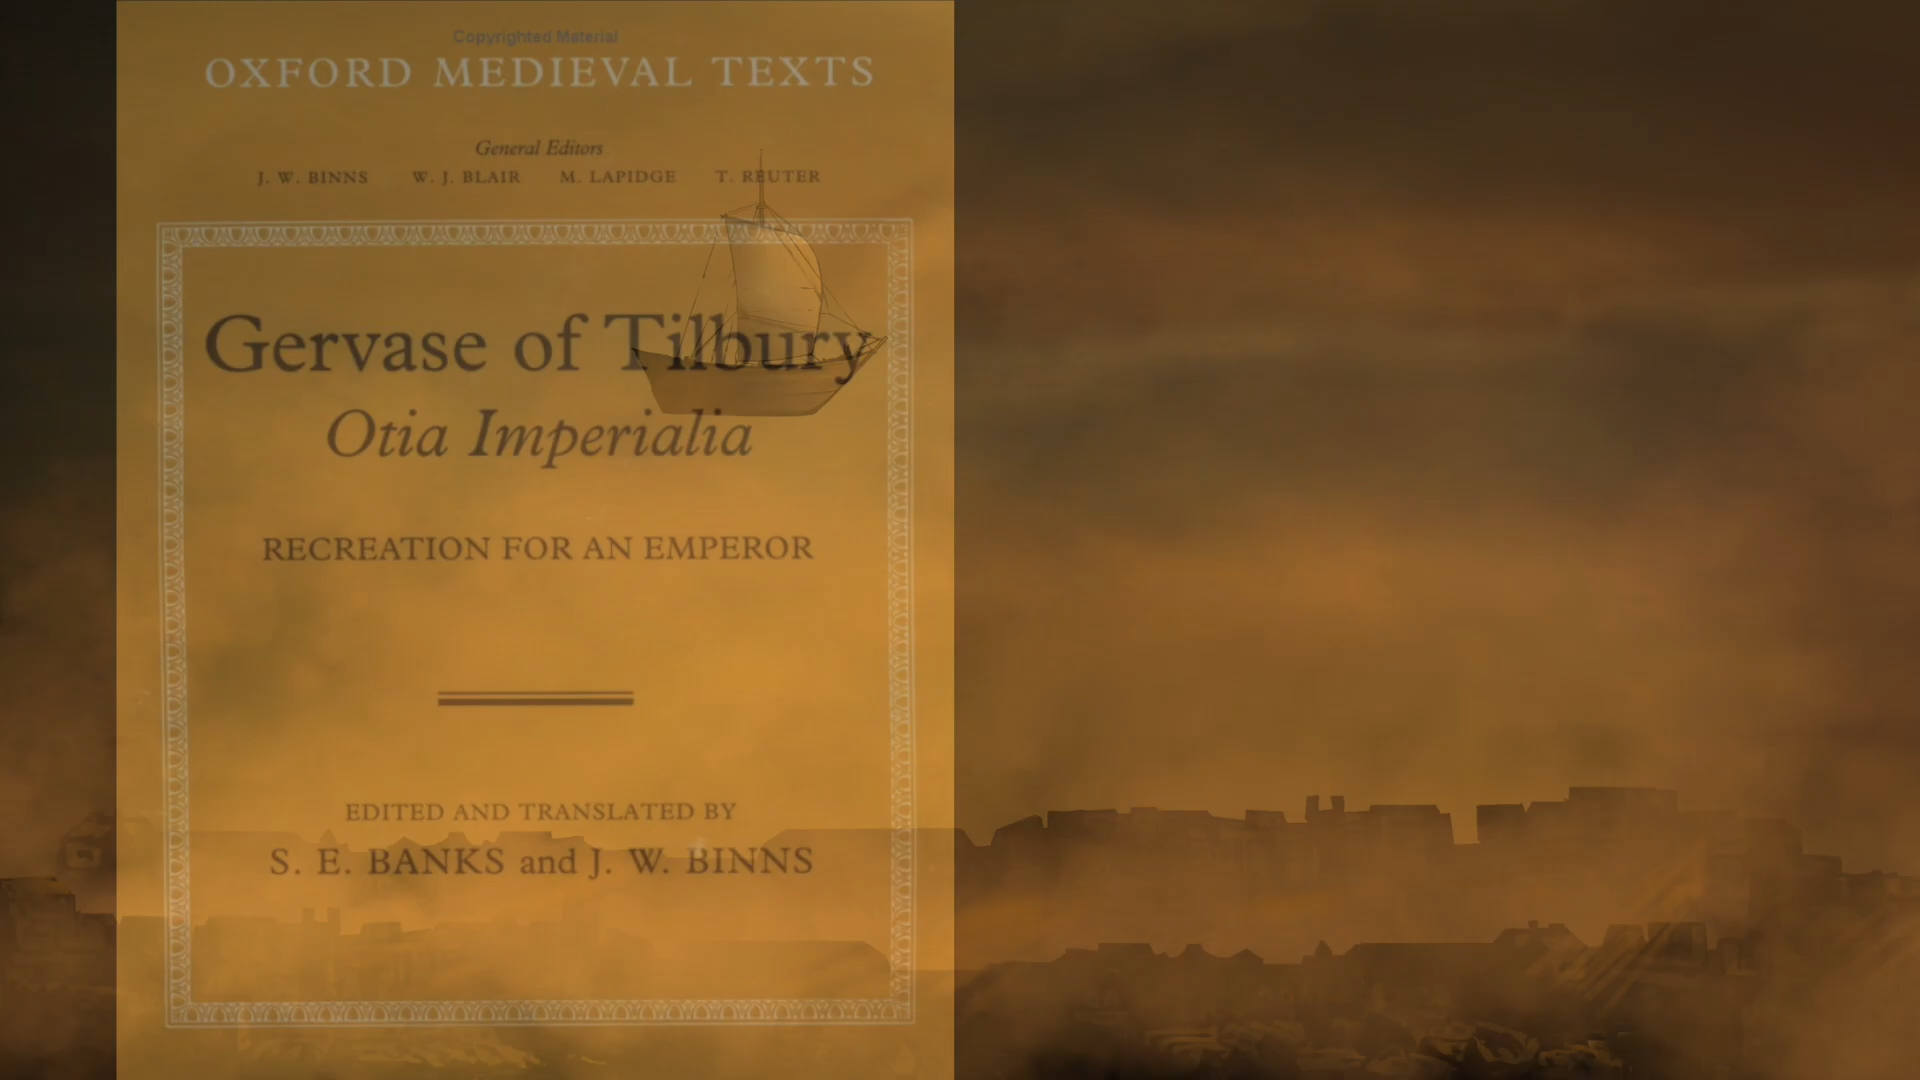 Copyrighted Material
OXFORD MEDIEVAL TEXTS
General Editors
J. W. BINNS W. J. BLAIR M. LAPIDGE T. REUTER
Gervase of Tilbury
Otia Imperialia
RECREATION FOR AN EMPEROR
EDITED AND TRANSLATED BY
S. E. BANKS and J. W. BINNS